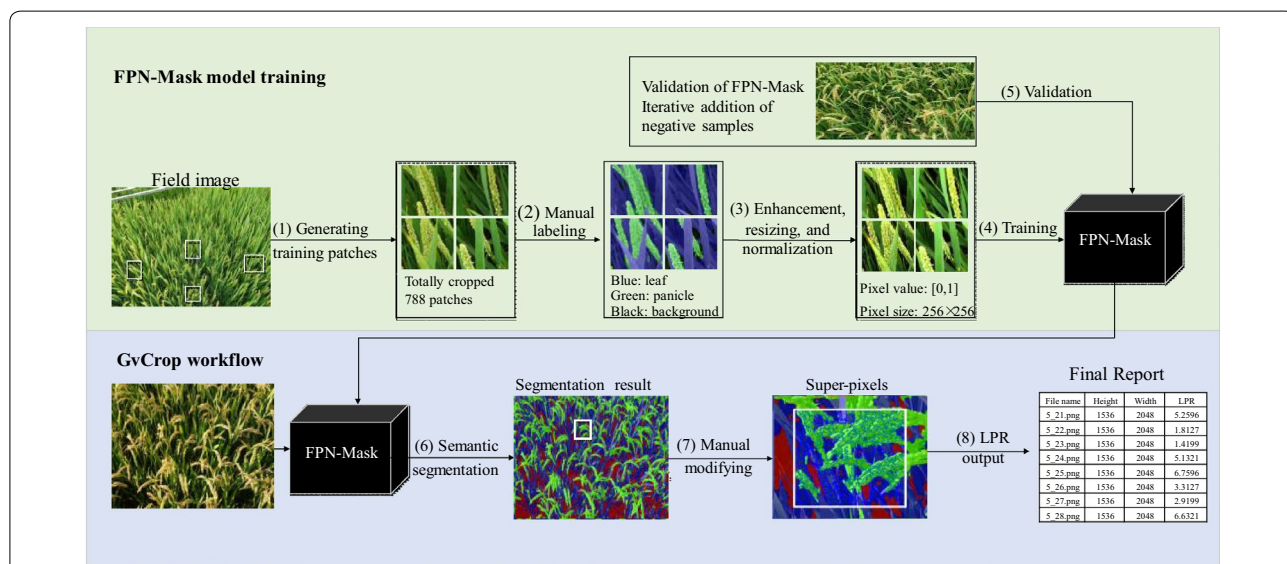 FPN-Mask model training
Validation of FPN-Mask
Iterative addition of
negative samples
(5) Validation
Field image
(1) Generating
training patches
Totally cropped
788 patches
(2) Manual
labeling
Blue: leaf
Green: panicle
Black: background
(3) Enhancement,
resizing, and
normalization
Pixel value: [0,1]
Pixel size: 256×256
(4) Training
FPN-Mask
GvCrop workflow
FPN-Mask
(6) Semantic
segmentation
Segmentation result
(7) Manual
modifying
Super-pixels
(8) LPR
output
Final Report
File name Height Width LPR
5_21.png 1536 2048 5.2596
5_22.png 1536 2048 1.8127
5_23.png 1536 2048 1.4199
5_24.png 1536 2048 5.1321
5_25.png 1536 2048 6.7596
5_26.png 1536 2048 3.3127
5_27.png 1536 2048 2.9199
5_28.png 1536 2048 6.6321